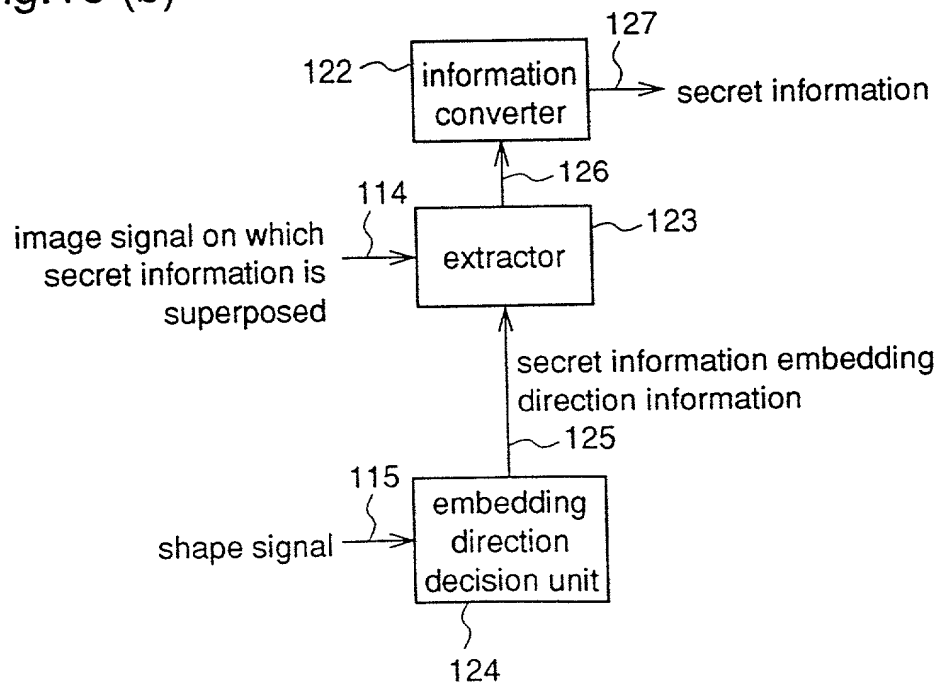 (b)
127
122
information
converter
secret information
126
114
123
image signal on which
secret information is
superposed
extractor
secret information embedding
direction information
125
115
shape signal
embedding
direction
decision unit
124